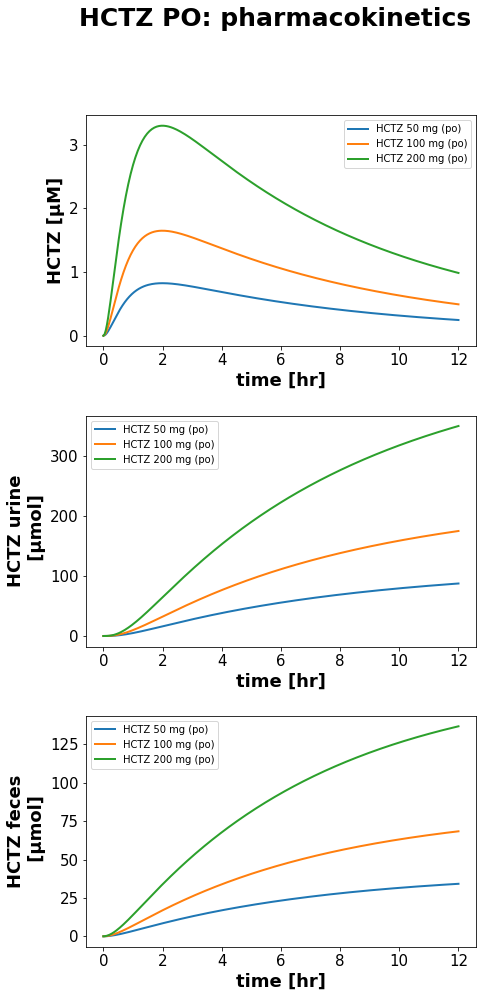 HCTZ PO: pharmacokinetics
HCTZ [µM]
3
2
1
0
HCTZ 50 mg (po)
HCTZ 100 mg (po)
HCTZ 200 mg (po)
0 2 4 6 8 10 12
time [hr]
HCTZ urine
[µmol]
300
200
100
0
HCTZ 50 mg (po)
HCTZ 100 mg (po)
HCTZ 200 mg (po)
0 2 4 6 8 10 12
time [hr]
HCTZ feces
[µmol]
125
100
75
50
25
0
HCTZ 50 mg (po)
HCTZ 100 mg (po)
HCTZ 200 mg (po)
0 2 4 6 8 10 12
time [hr]